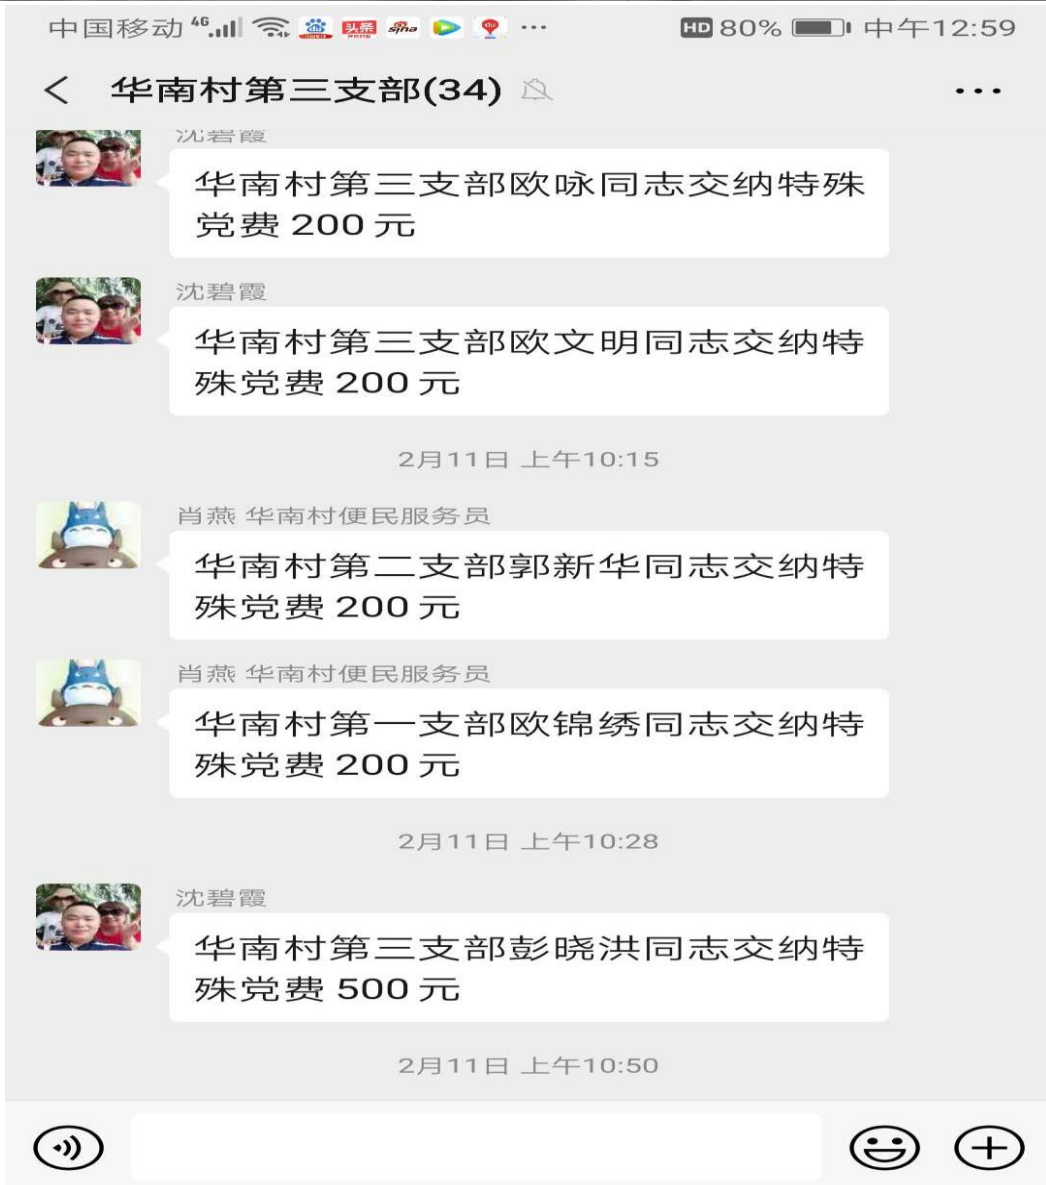 中国移动 4G HD 80% 中午12:59
华南村第三支部(34)
沈碧霞
华南村第三支部欧咏同志交纳特殊
党费 200 元
沈碧霞
华南村第三支部欧文明同志交纳特
殊党费 200 元
2月11日 上午10:15
肖燕 华南村便民服务员
华南村第二支部郭新华同志交纳特
殊党费 200 元
肖燕 华南村便民服务员
华南村第一支部欧锦绣同志交纳特
殊党费 200 元
2月11日 上午10:28
沈碧霞
华南村第三支部彭晓洪同志交纳特
殊党费 500 元
2月11日 上午10:50